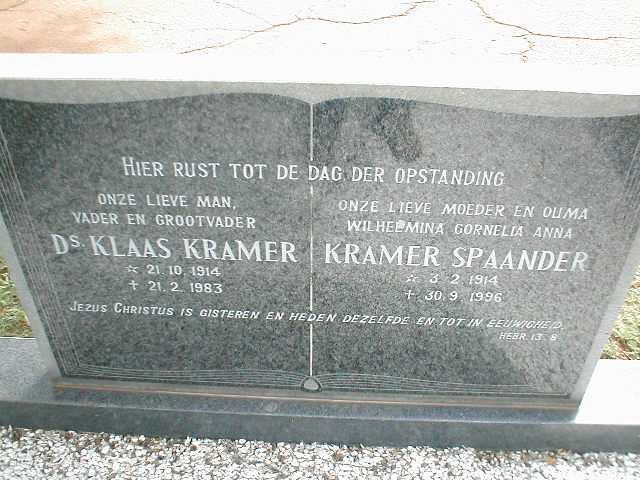 HIER RUST TOT DE DAG DER OPSTANDING
ONZE LIEVE MAN,
VADER EN GROOTVADER
DS. KLAAS KRAMER
☆ 21.10.1914
✝ 21.2.1983
ONZE LIEVE MOEDER EN OUMA
WILHELMINA CORNELIA ANNA
KRAMER SPAANDER
☆ 3.2.1914
✝ 30.9.1996
JEZUS CHRISTUS IS GISTEREN EN HEDEN DEZELFDE EN TOT IN EEUWIGHEID.
HEBR. 13:8